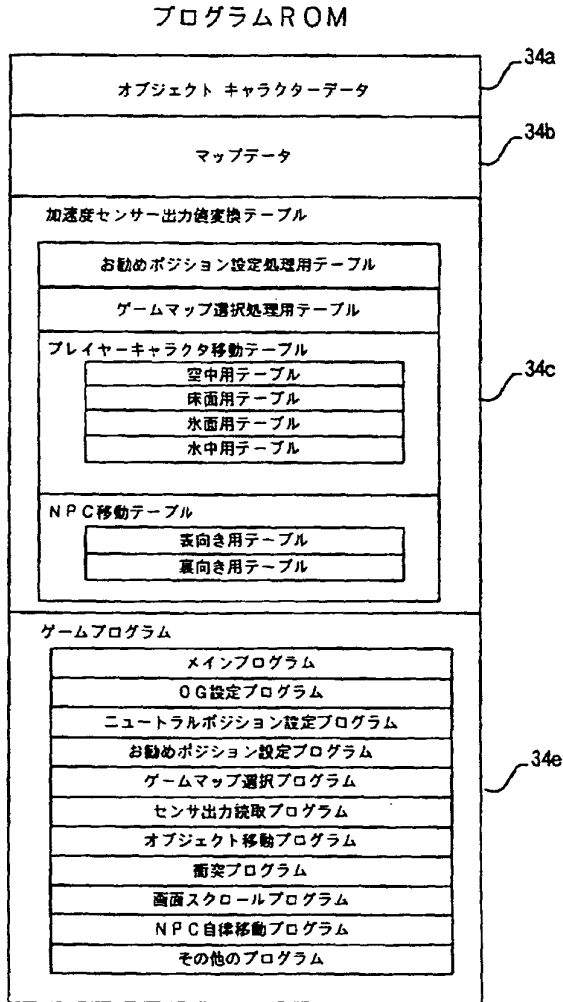 プログラムROM
34a
オブジェクト キャラクターデータ
34b
マップデータ
加速度センサー出力値変換テーブル
お勧めポジション設定処理用テーブル
ゲームマップ選択処理用テーブル
プレイヤーキャラクタ移動テーブル
34c
空中用テーブル
床面用テーブル
氷面用テーブル
水中用テーブル
NPC移動テーブル
表向き用テーブル
裏向き用テーブル
ゲームプログラム
メインプログラム
0G設定プログラム
ニュートラルポジション設定プログラム
お勧めポジション設定プログラム
34e
ゲームマップ選択プログラム
センサ出力読取プログラム
オブジェクト移動プログラム
衝突プログラム
画面スクロールプログラム
NPC自律移動プログラム
その他のプログラム